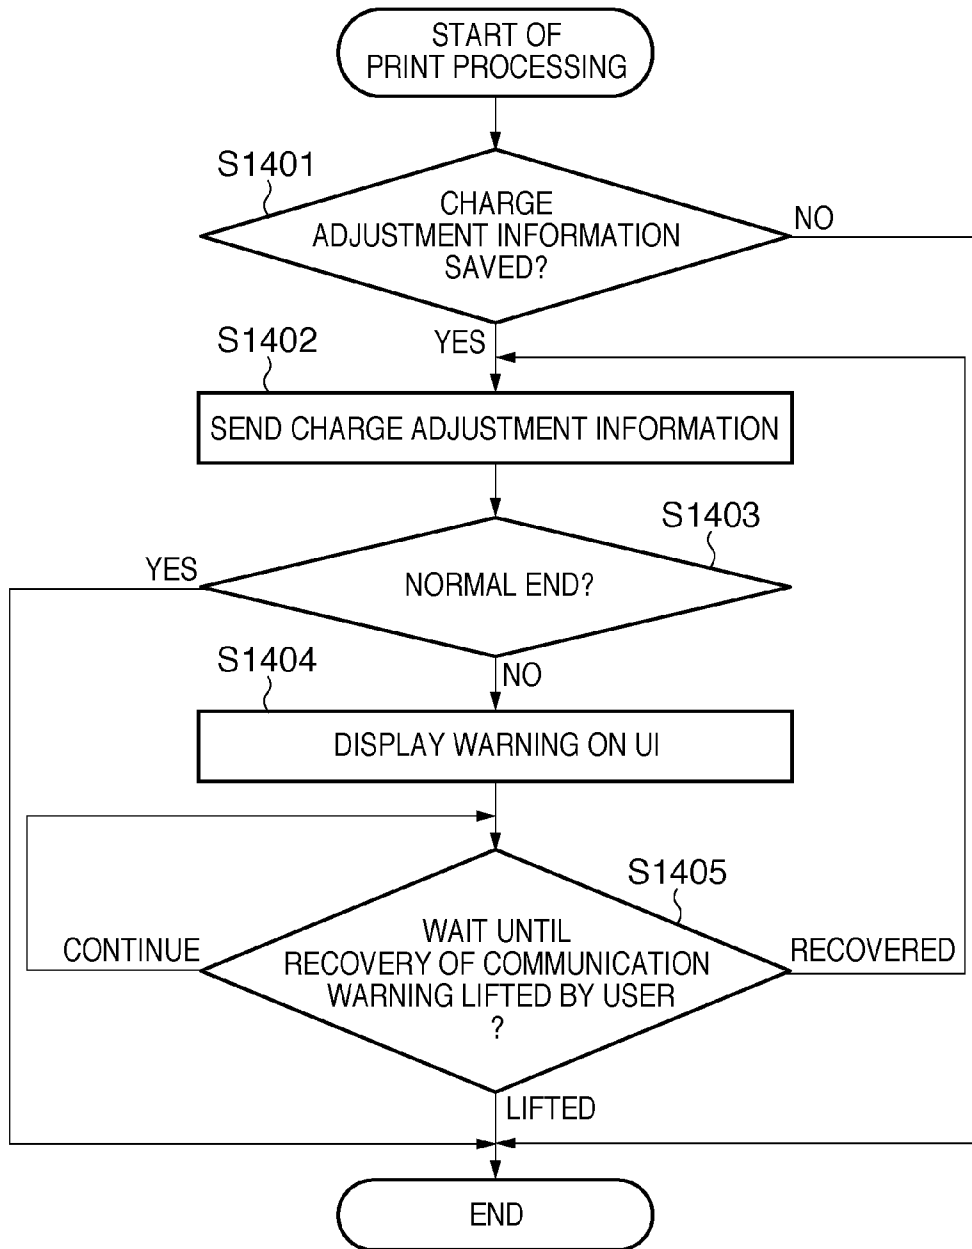 START OF
PRINT PROCESSING
S1401
CHARGE
ADJUSTMENT INFORMATION
SAVED?
NO
YES
S1402
SEND CHARGE ADJUSTMENT INFORMATION
S1403
YES
NORMAL END?
S1404
NO
DISPLAY WARNING ON UI
S1405
CONTINUE
WAIT UNTIL
RECOVERY OF COMMUNICATION
WARNING LIFTED BY USER
?
RECOVERED
LIFTED
END